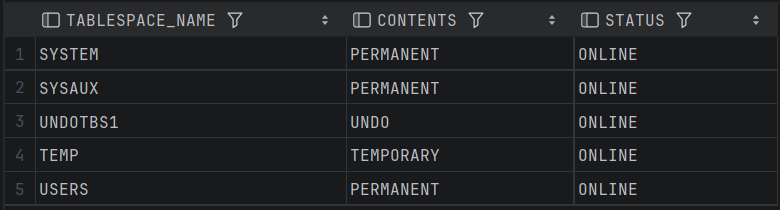 TABLESPACE_NAME CONTENTS STATUS
1 SYSTEM PERMANENT ONLINE
2 SYSAUX PERMANENT ONLINE
3 UNDOTBS1 UNDO ONLINE
4 TEMP TEMPORARY ONLINE
5 USERS PERMANENT ONLINE